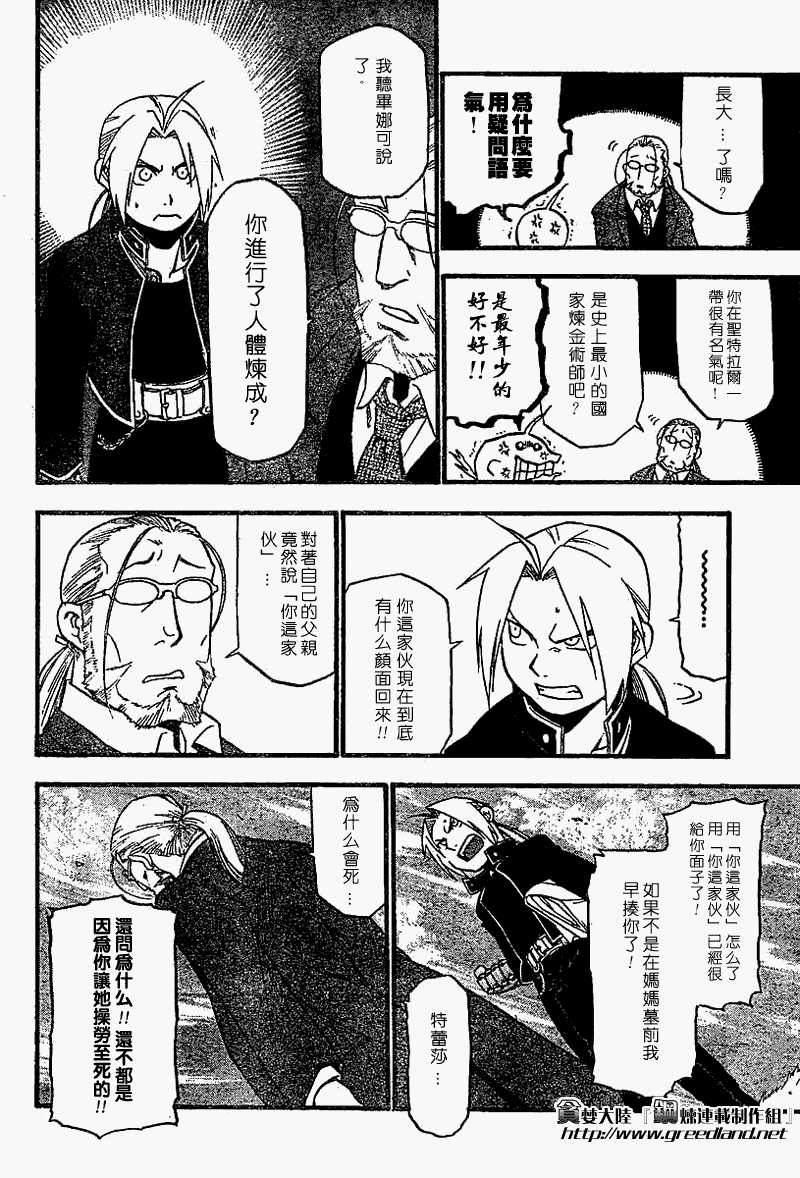 長大…了嗎？
為什麼要
用疑問語
氣！
你在聖特拉爾一
帶很有名氣呢！
是史上最小的國
家煉金術師吧？
是最年少的
好不好!!
我聽畢娜可說
了。
你進行了人體煉成？
…………
你這家伙現在到底
有什么顏面回來!!
對著自己的父親
竟然說「你這家
伙」…
用「你這家伙」怎么了
用「你這家伙」已經很
給你面子了！
如果不是在媽媽墓前我
早揍你了！
特蕾莎…
為什么會死…
還問為什么!! 還不都是
因為你讓她操勞至死的!!
貪婪大陸『鋼煉連載制作組』
http://www.greedland.net